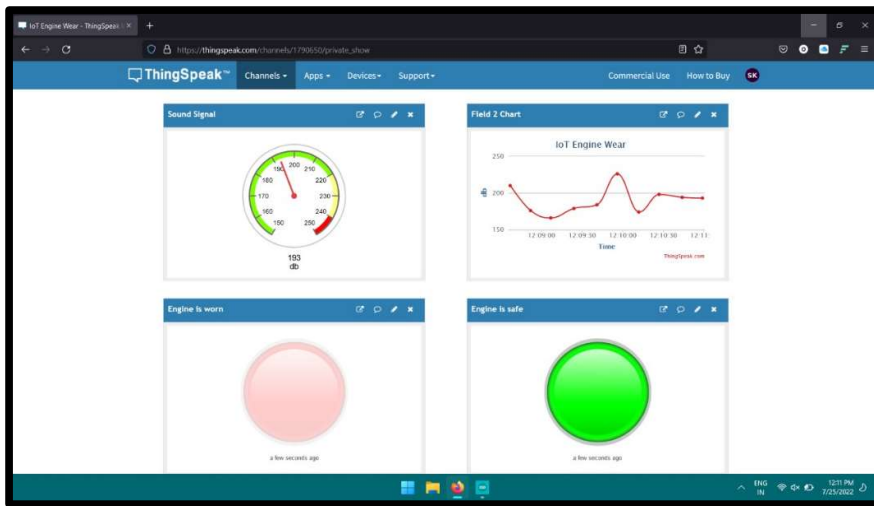 IoT Engine Wear - ThingSpeak I
https://thingspeak.com/channels/1790650/private_show
ThingSpeak™ Channels Apps Devices Support Commercial Use How to Buy SK
Sound Signal
200
190 210
180 220
170 230
160 240
150 250
193
db
Field 2 Chart
IoT Engine Wear
250
200
150
db
12:09:00 12:09:30 12:10:00 12:10:30 12:11:
Time
ThingSpeak.com
Engine is worn
a few seconds ago
Engine is safe
a few seconds ago
ENG
IN
12:11 PM
7/25/2022